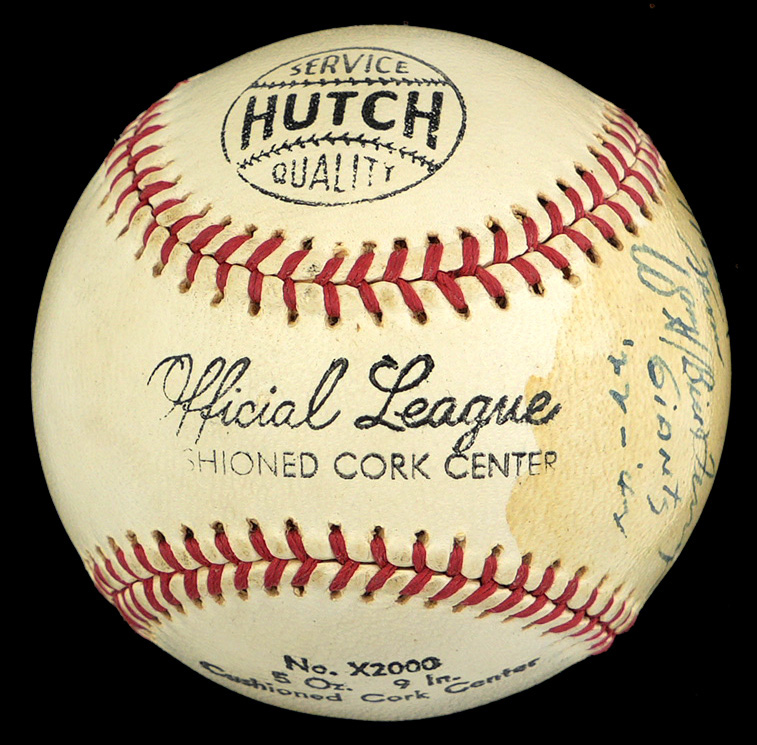 SERVICE
HUTCH
QUALITY
Official League
SHIONED CORK CENTER
No. X2000
5 Oz. 9 In.
Cushioned Cork Center
GIANTS